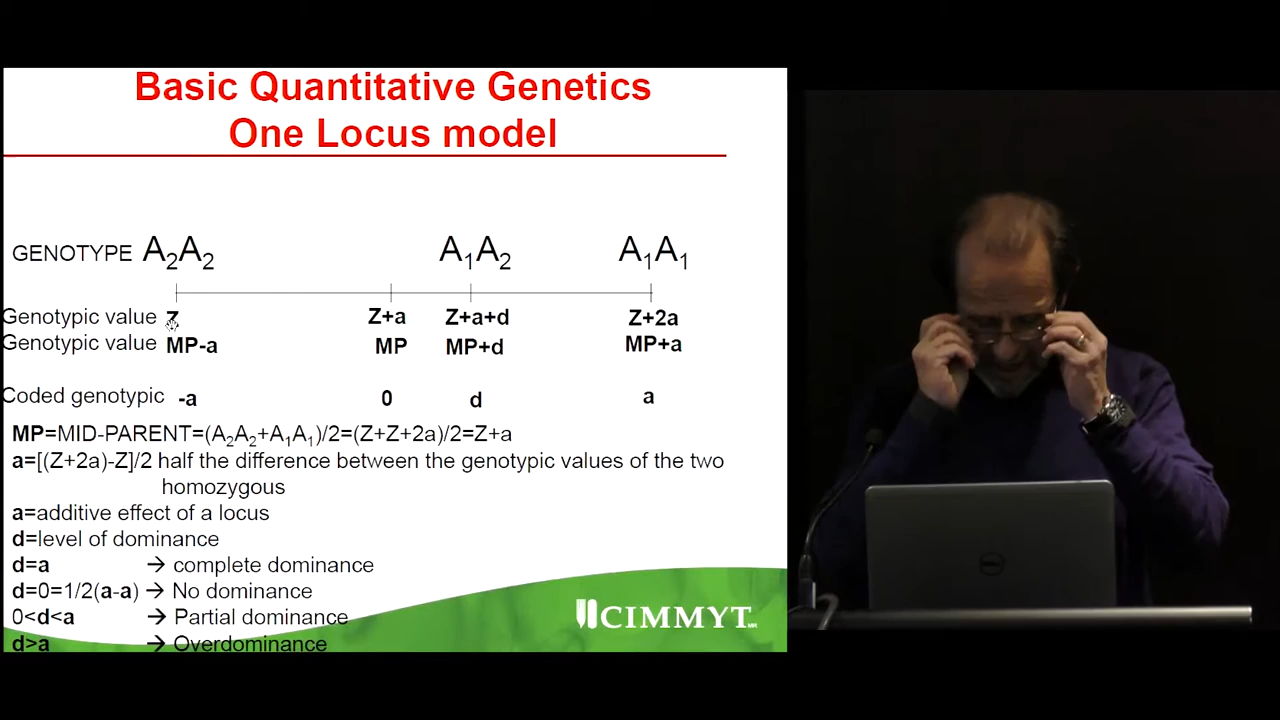 Basic Quantitative Genetics
One Locus model
GENOTYPE A₂A₂ A₁A₂ A₁A₁
Genotypic value Z Z+a Z+a+d Z+2a
Genotypic value MP-a MP MP+d MP+a
Coded genotypic -a 0 d a
MP=MID-PARENT=(A₂A₂+A₁A₁)/2=(Z+Z+2a)/2=Z+a
a=[(Z+2a)-Z]/2 half the difference between the genotypic values of the two
homozygous
a=additive effect of a locus
d=level of dominance
d=a → complete dominance
d=0=1/2(a-a) → No dominance
0<d<a → Partial dominance
d>a → Overdominance
CIMMYT